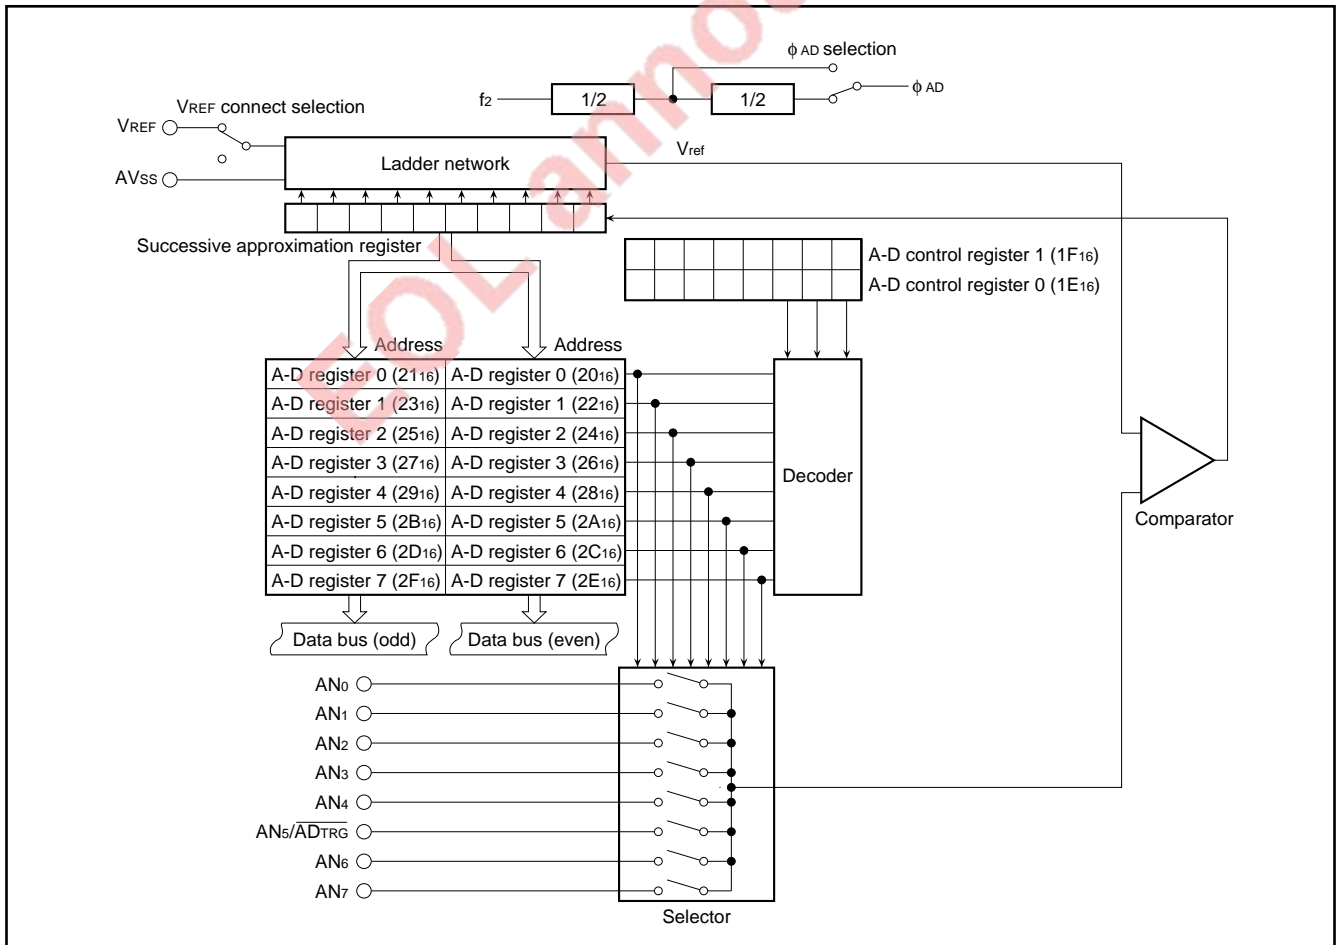 φ AD selection
f2
1/2
1/2
φ AD
VREF connect selection
VREF
AVSS
Ladder network
Vref
Successive approximation register
A-D control register 1 (1F16)
A-D control register 0 (1E16)
Address
Address
A-D register 0 (2116)
A-D register 0 (2016)
A-D register 1 (2316)
A-D register 1 (2216)
A-D register 2 (2516)
A-D register 2 (2416)
A-D register 3 (2716)
A-D register 3 (2616)
A-D register 4 (2916)
A-D register 4 (2816)
A-D register 5 (2B16)
A-D register 5 (2A16)
A-D register 6 (2D16)
A-D register 6 (2C16)
A-D register 7 (2F16)
A-D register 7 (2E16)
Decoder
Comparator
Data bus (odd)
Data bus (even)
AN0
AN1
AN2
AN3
AN4
AN5/ADTRG
AN6
AN7
Selector
EOL anno